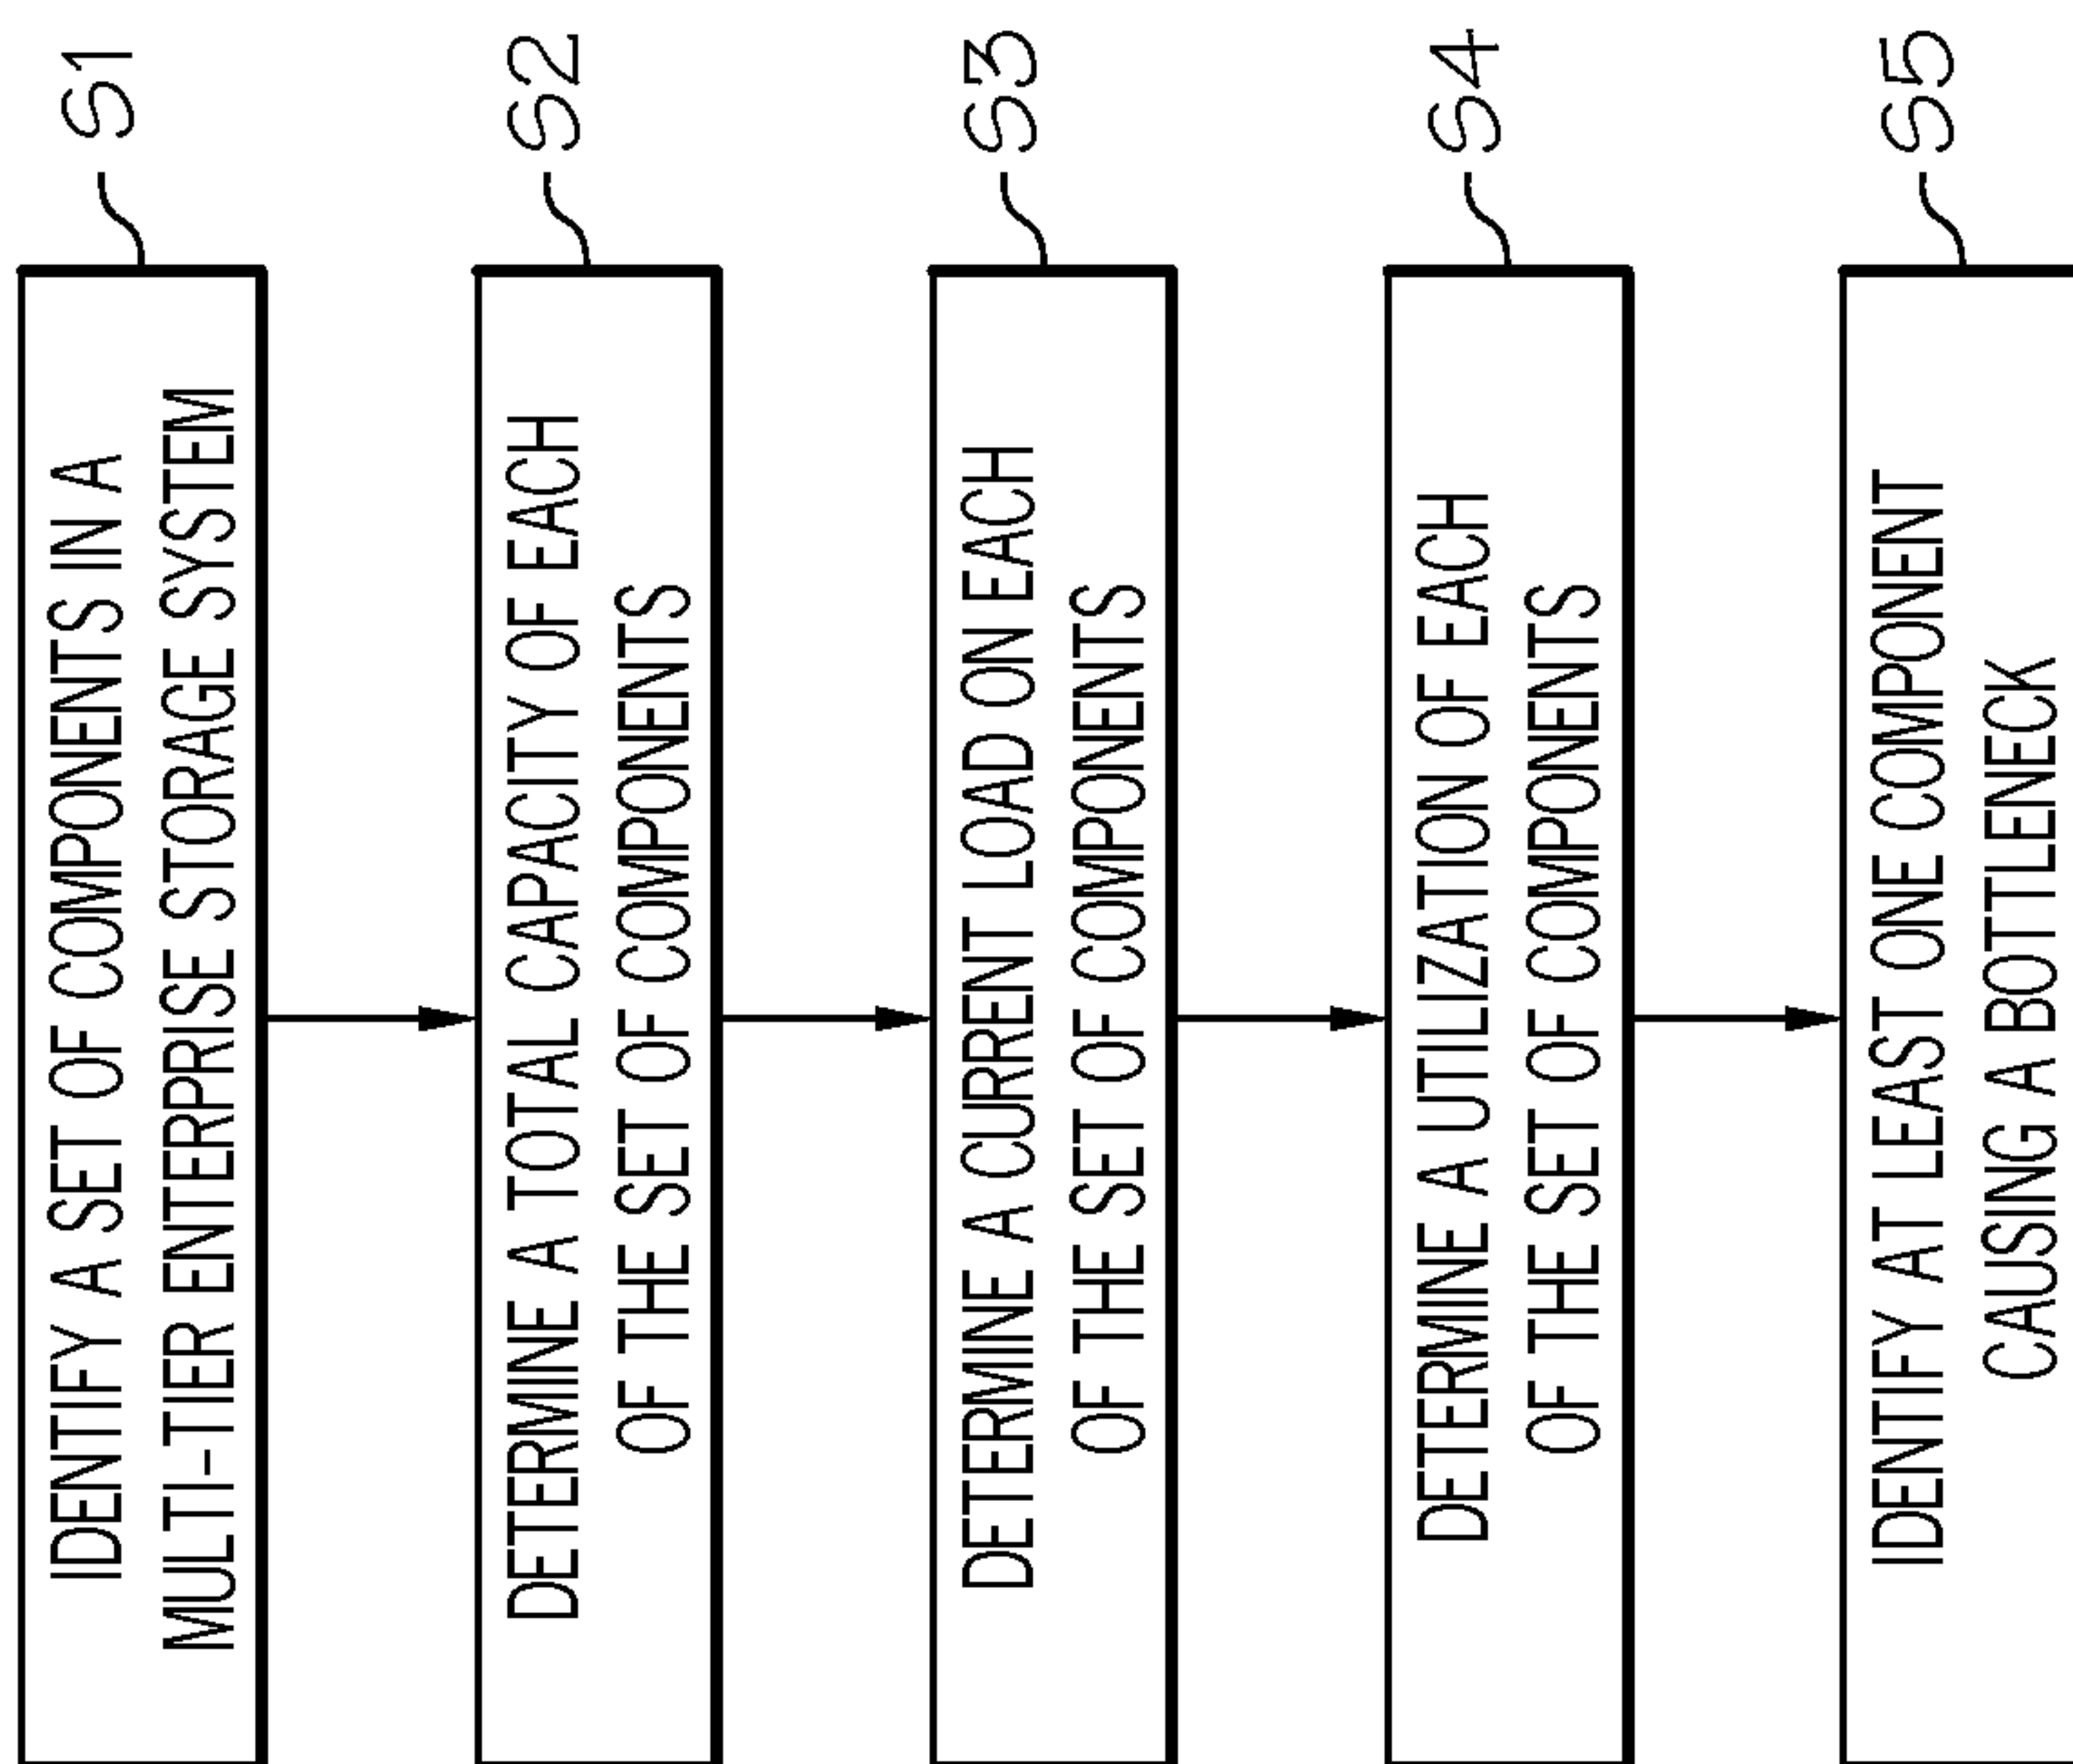 S1
IDENTIFY A SET OF COMPONENTS IN A
MULTI-TIER ENTERPRISE STORAGE SYSTEM
S2
DETERMINE A TOTAL CAPACITY OF EACH
OF THE SET OF COMPONENTS
S3
DETERMINE A CURRENT LOAD ON EACH
OF THE SET OF COMPONENTS
S4
DETERMINE A UTILIZATION OF EACH
OF THE SET OF COMPONENTS
S5
IDENTIFY AT LEAST ONE COMPONENT
CAUSING A BOTTLENECK